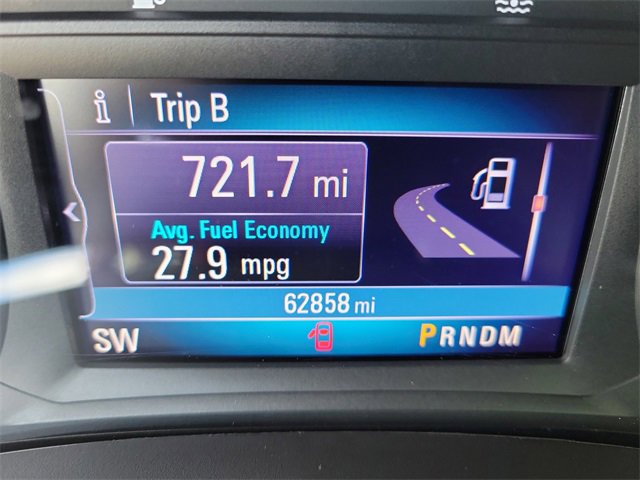 i Trip B
721.7 mi
Avg. Fuel Economy
27.9 mpg
62858 mi
SW PRNDM